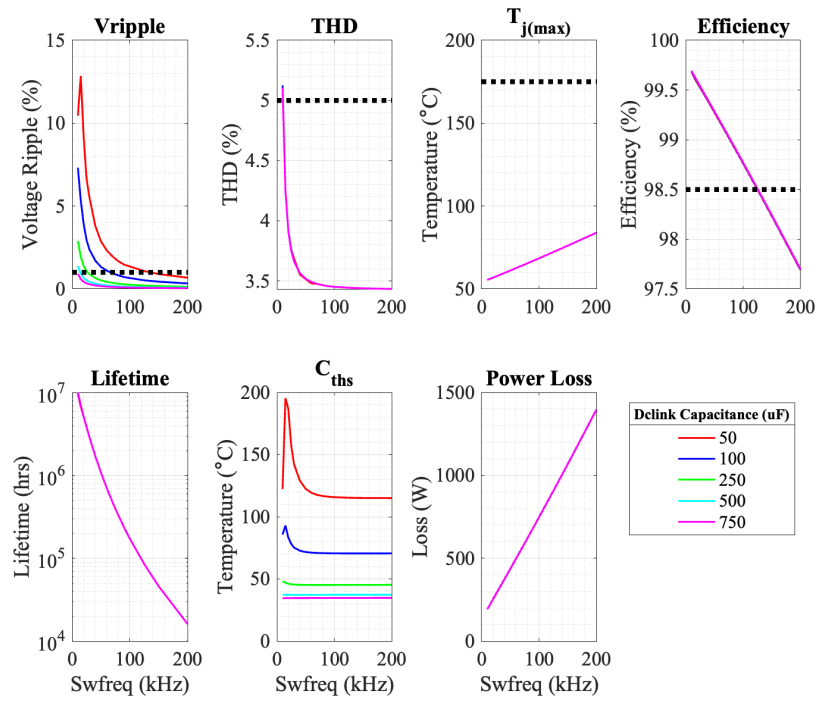 Vripple
THD
T_j(max)
Efficiency
Voltage Ripple (%)
15
10
5
0
0 100 200
THD (%)
5.5
5
4.5
4
3.5
0 100 200
Temperature (°C)
200
150
100
50
0 100 200
Efficiency (%)
100
99.5
99
98.5
98
97.5
0 100 200
Lifetime
C_ths
Power Loss
Lifetime (hrs)
10^7
10^6
10^5
10^4
0 100 200
Swfreq (kHz)
Temperature (°C)
200
150
100
50
0
0 100 200
Swfreq (kHz)
Loss (W)
1500
1000
500
0
0 100 200
Swfreq (kHz)
Dclink Capacitance (uF)
50
100
250
500
750